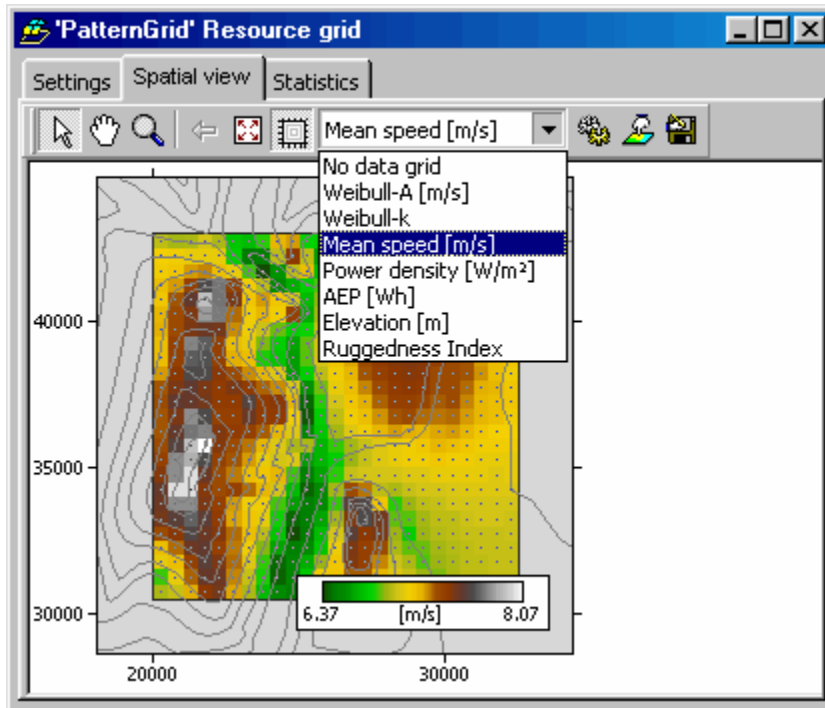 'PatternGrid' Resource grid
Settings Spatial view Statistics
Mean speed [m/s]
No data grid
Weibull-A [m/s]
Weibull-k
Mean speed [m/s]
Power density [W/m²]
AEP [Wh]
Elevation [m]
Ruggedness Index
40000
35000
30000
6.37 [m/s] 8.07
20000 30000